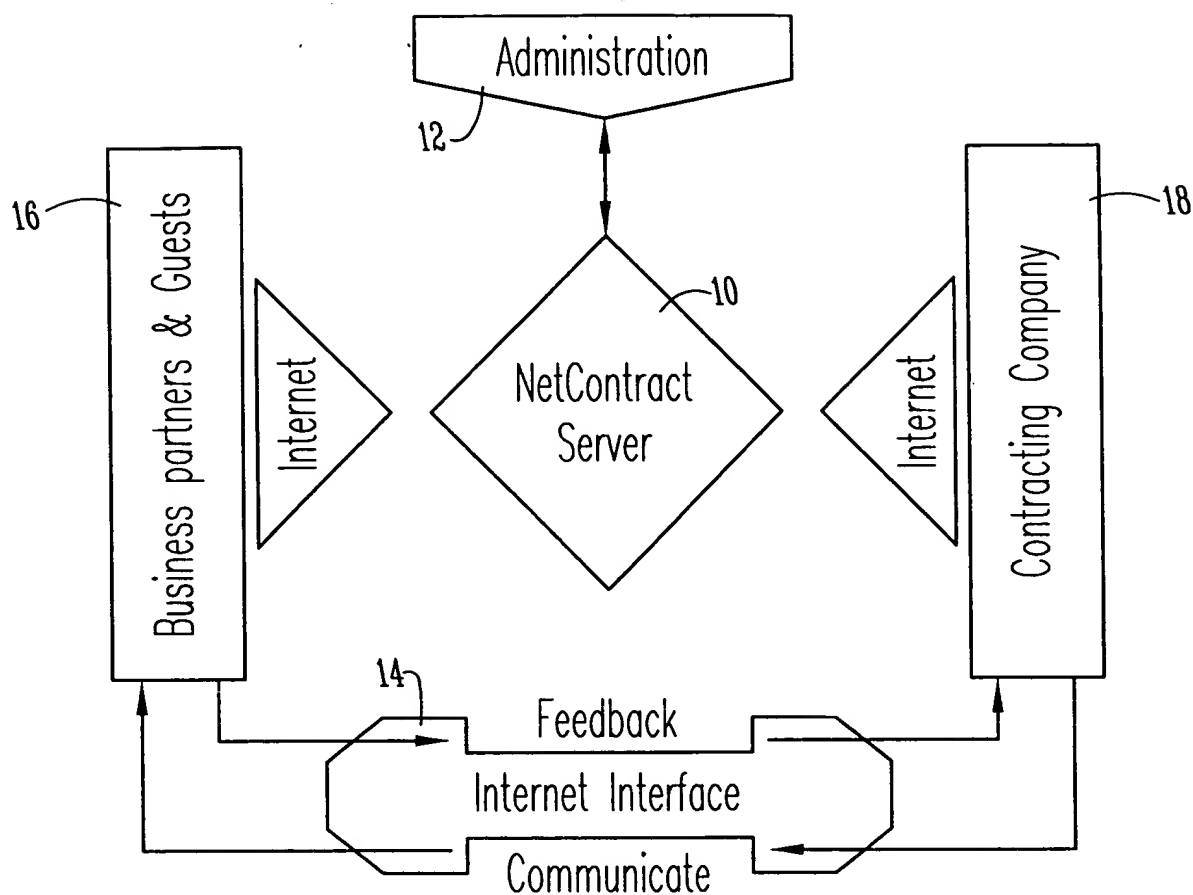 Administration
12
16
18
10
Business partners & Guests
Internet
NetContract
Server
Internet
Contracting Company
14
Feedback
Internet Interface
Communicate